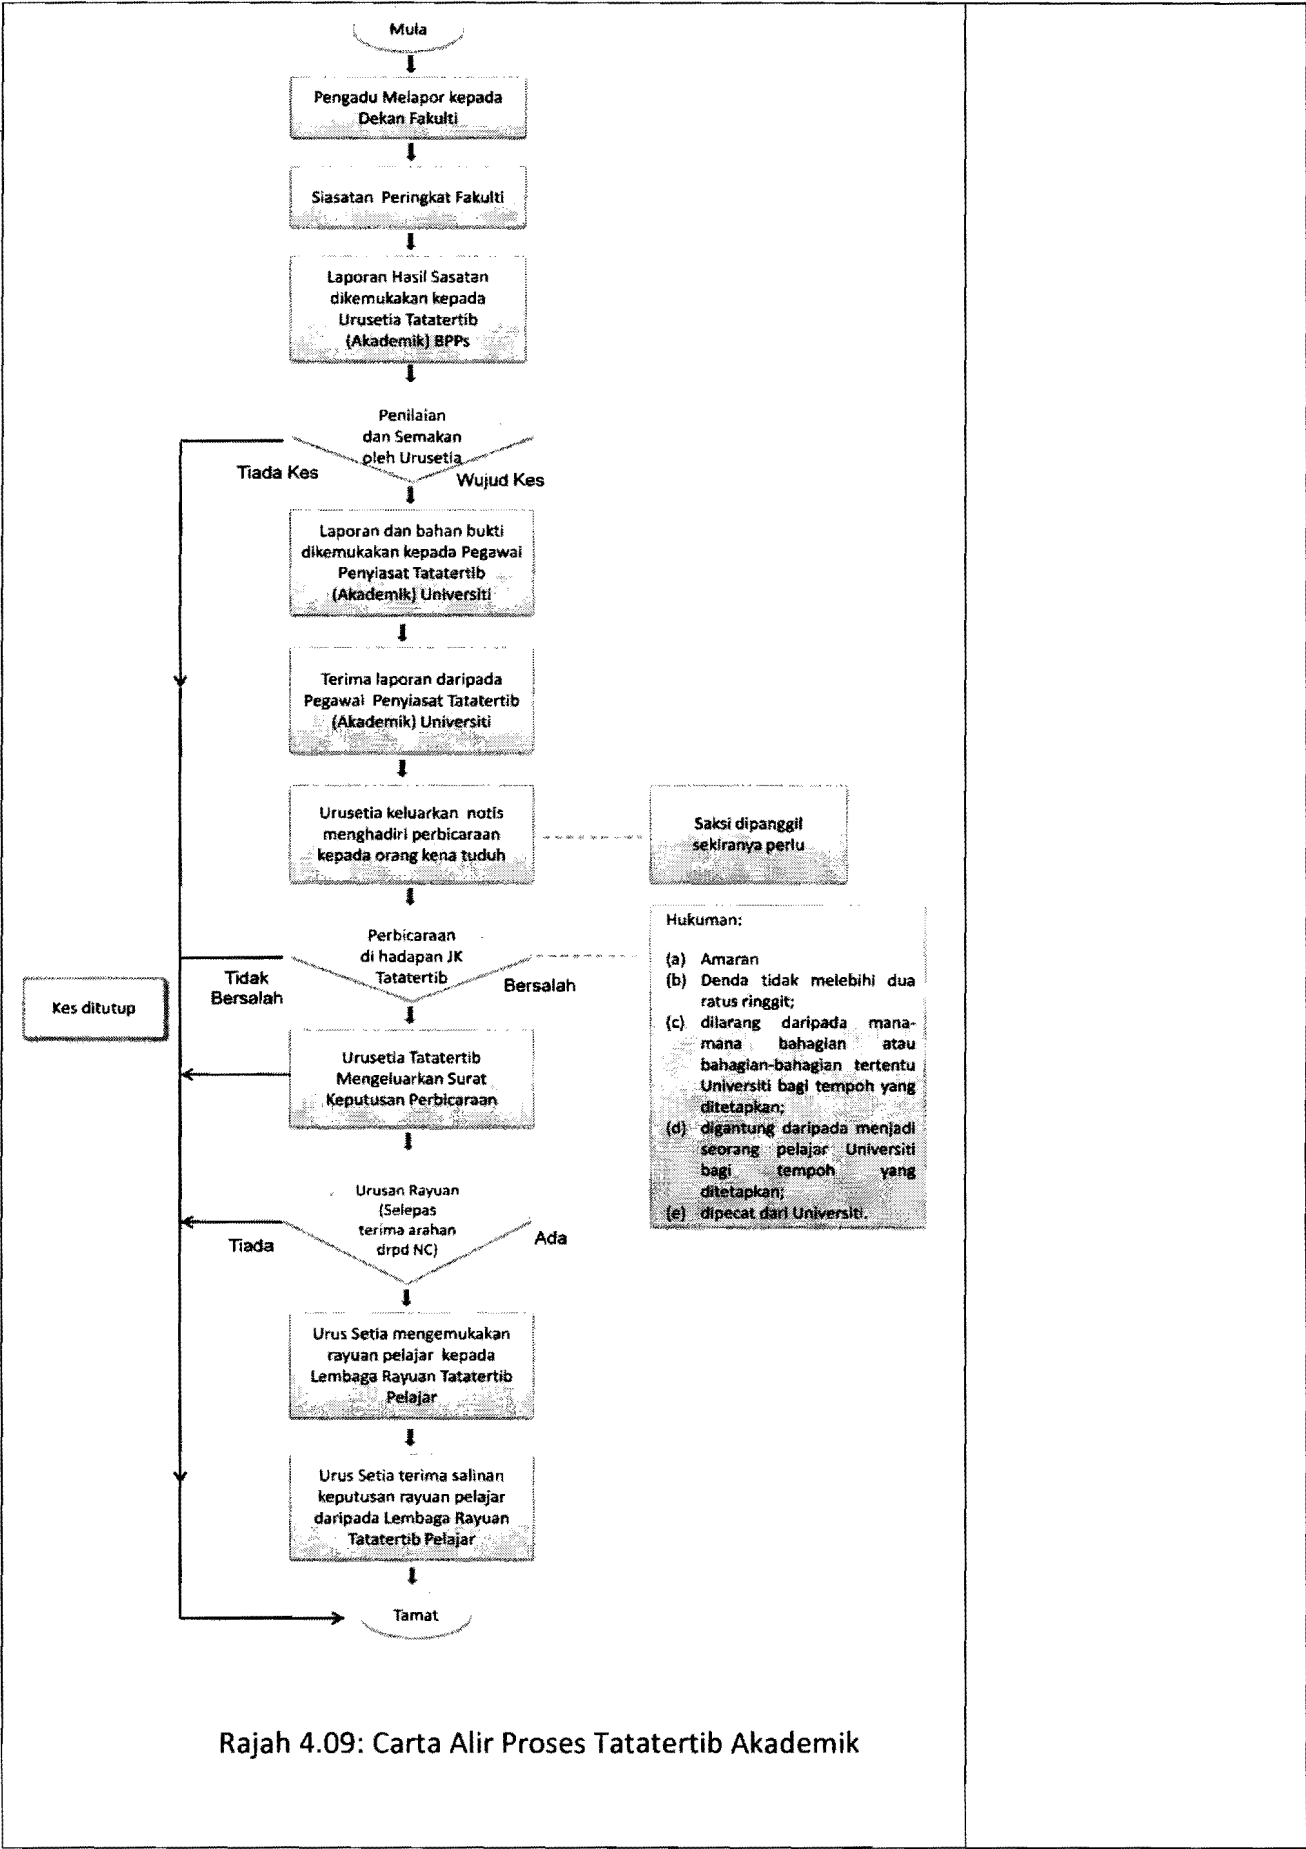 Mula
Pengadu Melapor kepada
Dekan Fakulti
Siasatan Peringkat Fakulti
Laporan Hasil Sasatan
dikemukakan kepada
Urusetia Tatatertib
(Akademik) BPPs
Penilaian
dan Semakan
oleh Urusetia
Tiada Kes
Wujud Kes
Laporan dan bahan bukti
dikemukakan kepada Pegawai
Penyiasat Tatatertib
(Akademik) Universiti
Terima laporan daripada
Pegawai Penyiasat Tatatertib
(Akademik) Universiti
Urusetia keluarkan notis
menghadiri perbicaraan
kepada orang kena tuduh
Saksi dipanggil
sekiranya perlu
Perbicaraan
di hadapan JK
Tatatertib
Tidak
Bersalah
Bersalah
Kes ditutup
Hukuman:
(a) Amaran
(b) Denda tidak melebihi dua
ratus ringgit;
(c) dilarang daripada mana-
mana bahagian atau
bahagian-bahagian tertentu
Universiti bagi tempoh yang
ditetapkan;
(d) digantung daripada menjadi
seorang pelajar Universiti
bagi tempoh yang
ditetapkan;
(e) dipecat dari Universiti.
Urusetia Tatatertib
Mengeluarkan Surat
Keputusan Perbicaraan
Urusan Rayuan
(Selepas
terima arahan
drpd NC)
Tiada
Ada
Urus Setia mengemukakan
rayuan pelajar kepada
Lembaga Rayuan Tatatertib
Pelajar
Urus Setia terima salinan
keputusan rayuan pelajar
daripada Lembaga Rayuan
Tatatertib Pelajar
Tamat
Rajah 4.09: Carta Alir Proses Tatatertib Akademik